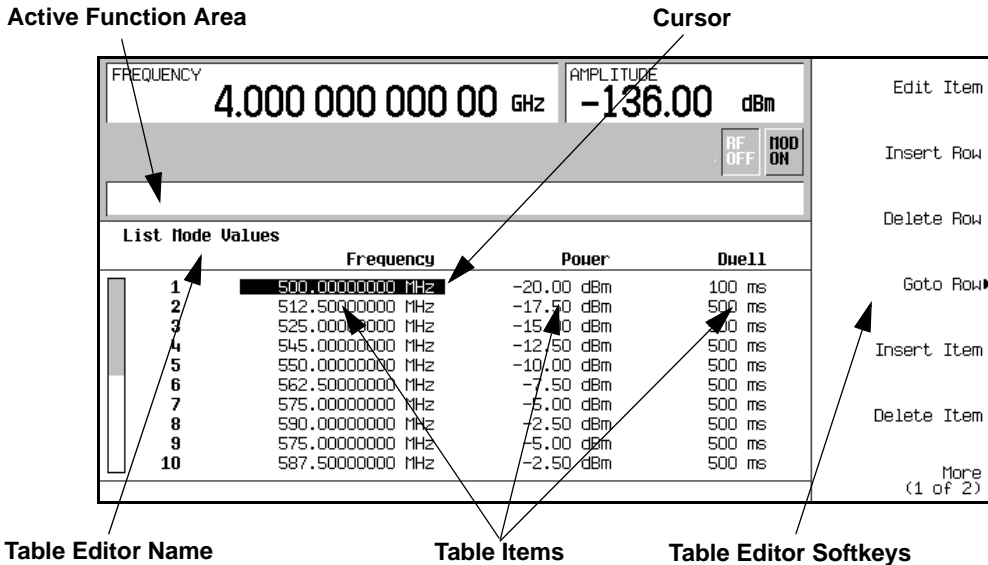 Active Function Area
Cursor
FREQUENCY
4.000 000 000 00 GHz
AMPLITUDE
-136.00 dBm
RF OFF
MOD ON
List Mode Values
Frequency Power Dwell
1 500.00000000 MHz -20.00 dBm 100 ms
2 512.50000000 MHz -17.50 dBm 500 ms
3 525.00000000 MHz -15.00 dBm 500 ms
4 545.00000000 MHz -12.50 dBm 500 ms
5 550.00000000 MHz -10.00 dBm 500 ms
6 562.50000000 MHz -7.50 dBm 500 ms
7 575.00000000 MHz -5.00 dBm 500 ms
8 590.00000000 MHz -2.50 dBm 500 ms
9 575.00000000 MHz -5.00 dBm 500 ms
10 587.50000000 MHz -2.50 dBm 500 ms
Edit Item
Insert Row
Delete Row
Goto Row
Insert Item
Delete Item
More
(1 of 2)
Table Editor Name
Table Items
Table Editor Softkeys